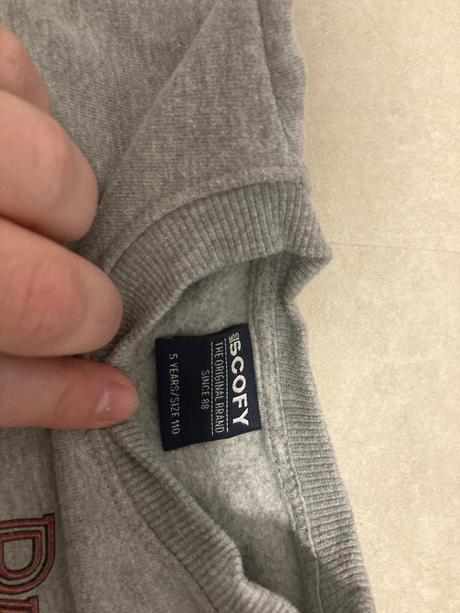 SCOFY
THE ORIGINAL BRAND
SINCE 88
5 YEARS/SIZE 110